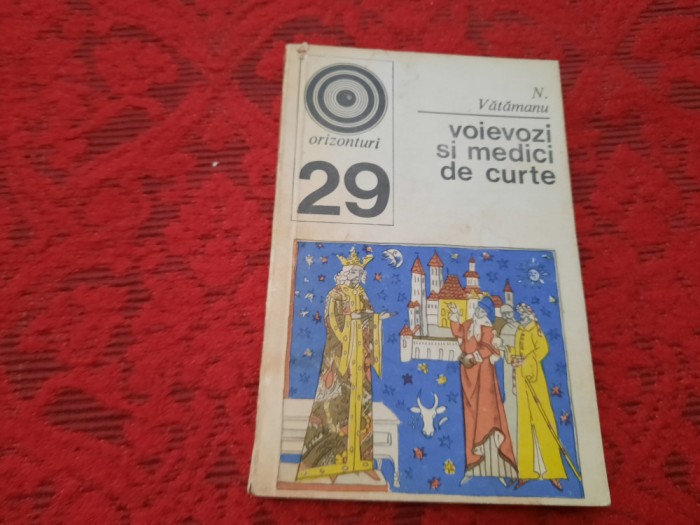 orizonturi
29
N.
Vătămanu
voievozi
si medici
de curte